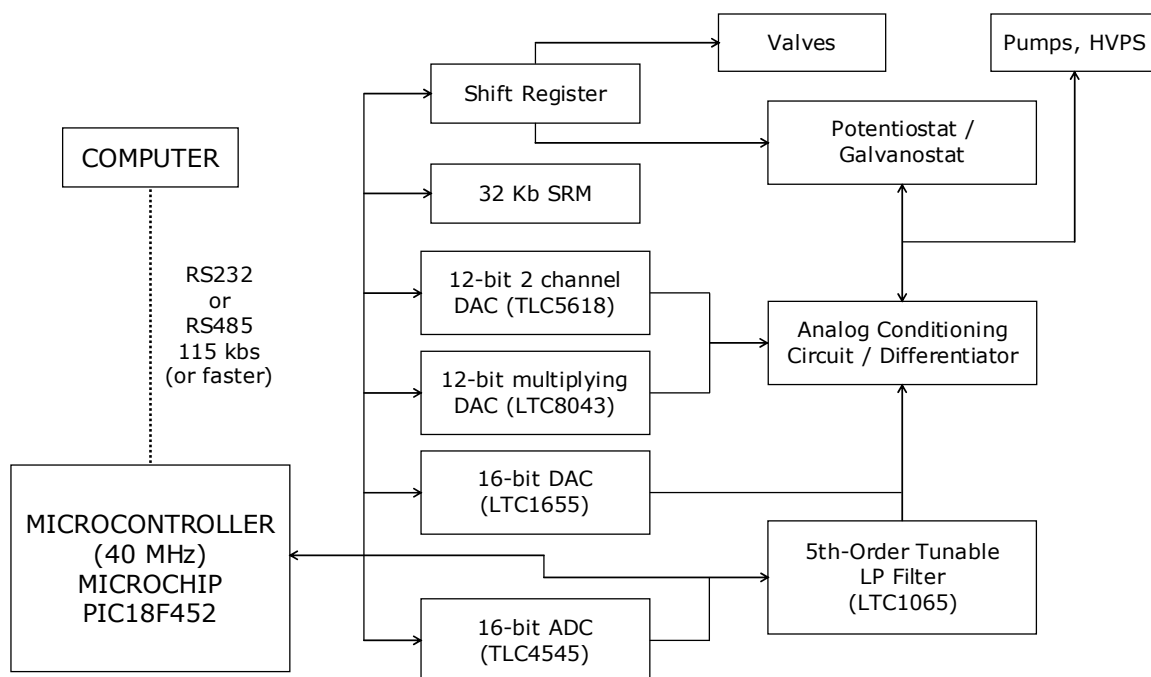 Valves
Pumps, HVPS
Shift Register
Potentiostat /
Galvanostat
COMPUTER
32 Kb SRM
RS232
or
RS485
115 kbs
(or faster)
12-bit 2 channel
DAC (TLC5618)
Analog Conditioning
Circuit / Differentiator
12-bit multiplying
DAC (LTC8043)
16-bit DAC
(LTC1655)
MICROCONTROLLER
(40 MHz)
MICROCHIP
PIC18F452
5th-Order Tunable
LP Filter
(LTC1065)
16-bit ADC
(TLC4545)